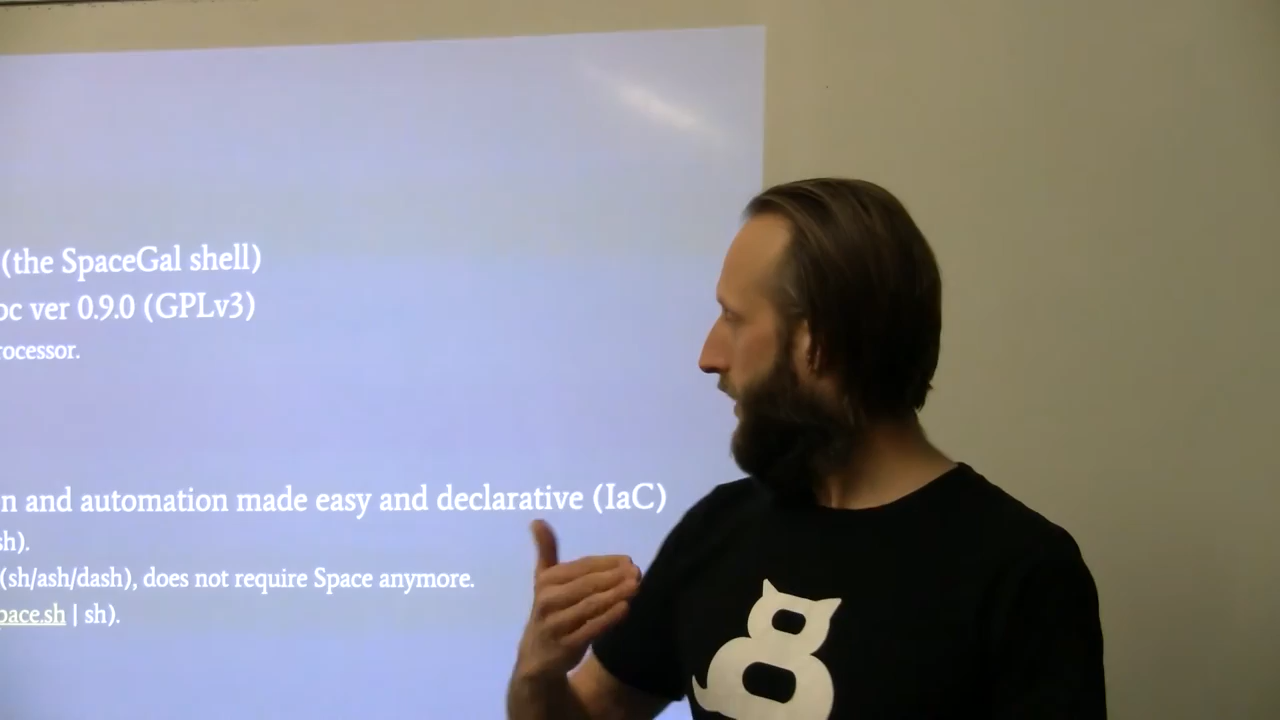 (the SpaceGal shell)
oc ver 0.9.0 (GPLv3)
rocessor.
n and automation made easy and declarative (IaC)
sh).
(sh/ash/dash), does not require Space anymore.
pace.sh | sh).